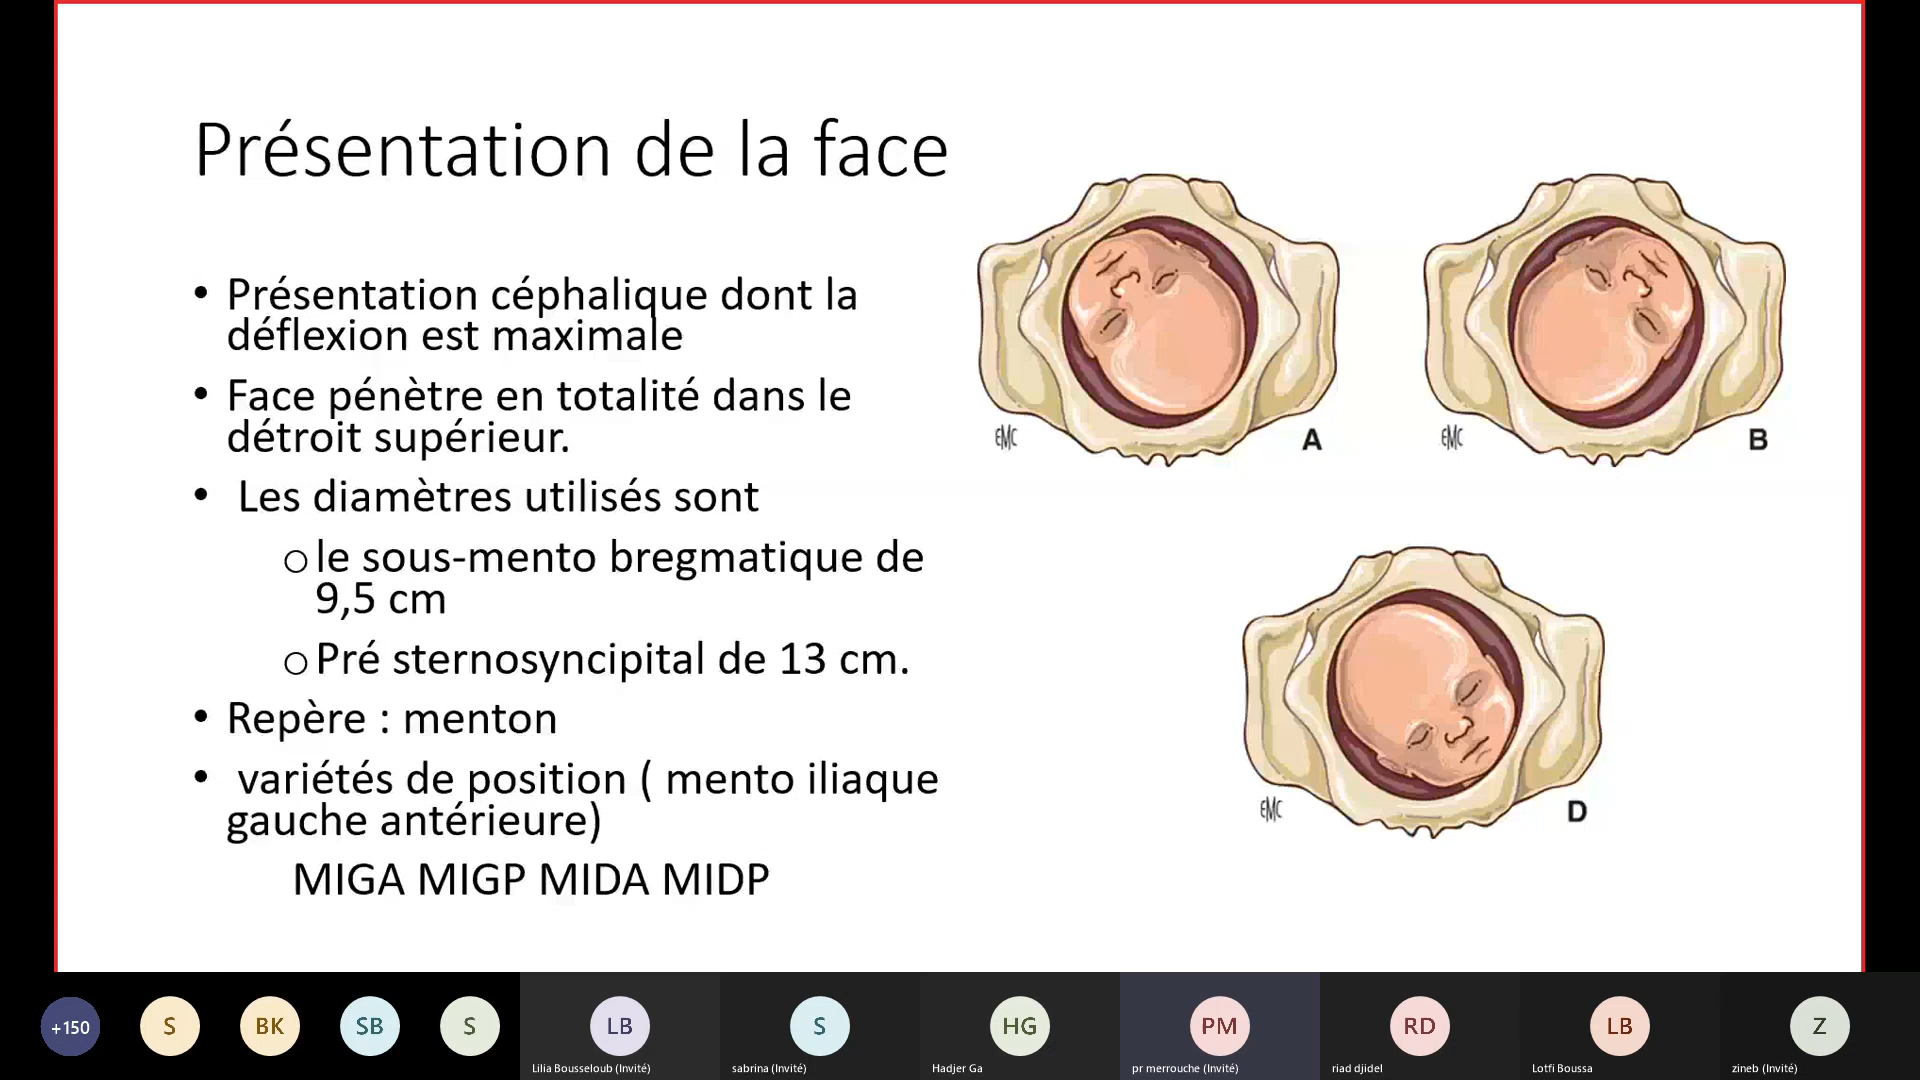 Présentation de la face
• Présentation céphalique dont la
déflexion est maximale
• Face pénètre en totalité dans le
détroit supérieur.
• Les diamètres utilisés sont
o le sous-mento bregmatique de
9,5 cm
o Pré sternosyncipital de 13 cm.
• Repère : menton
• variétés de position ( mento iliaque
gauche antérieure)
MIGA MIGP MIDA MIDP
EMC
A
EMC
B
EMC
D
+150
S
BK
SB
S
LB
S
HG
PM
RD
LB
Z
Lilia Bousseloub (Invité)
sabrina (Invité)
Hadjer Ga
pr merrouche (Invité)
riad djidel
Lotfi Boussa
zineb (Invité)